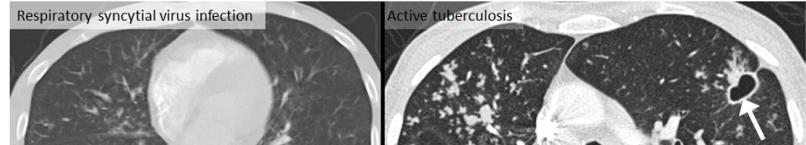 Respiratory syncytial virus infection
Active tuberculosis